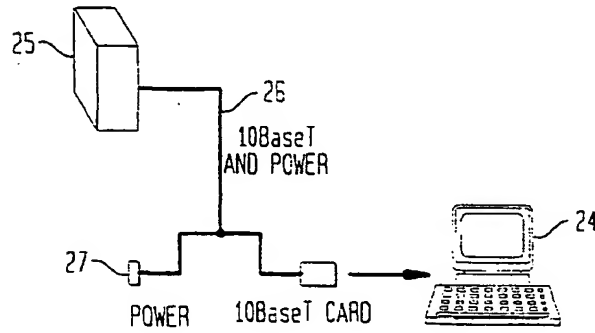 25
26
10BaseT
AND POWER
24
27
POWER
10BaseT CARD